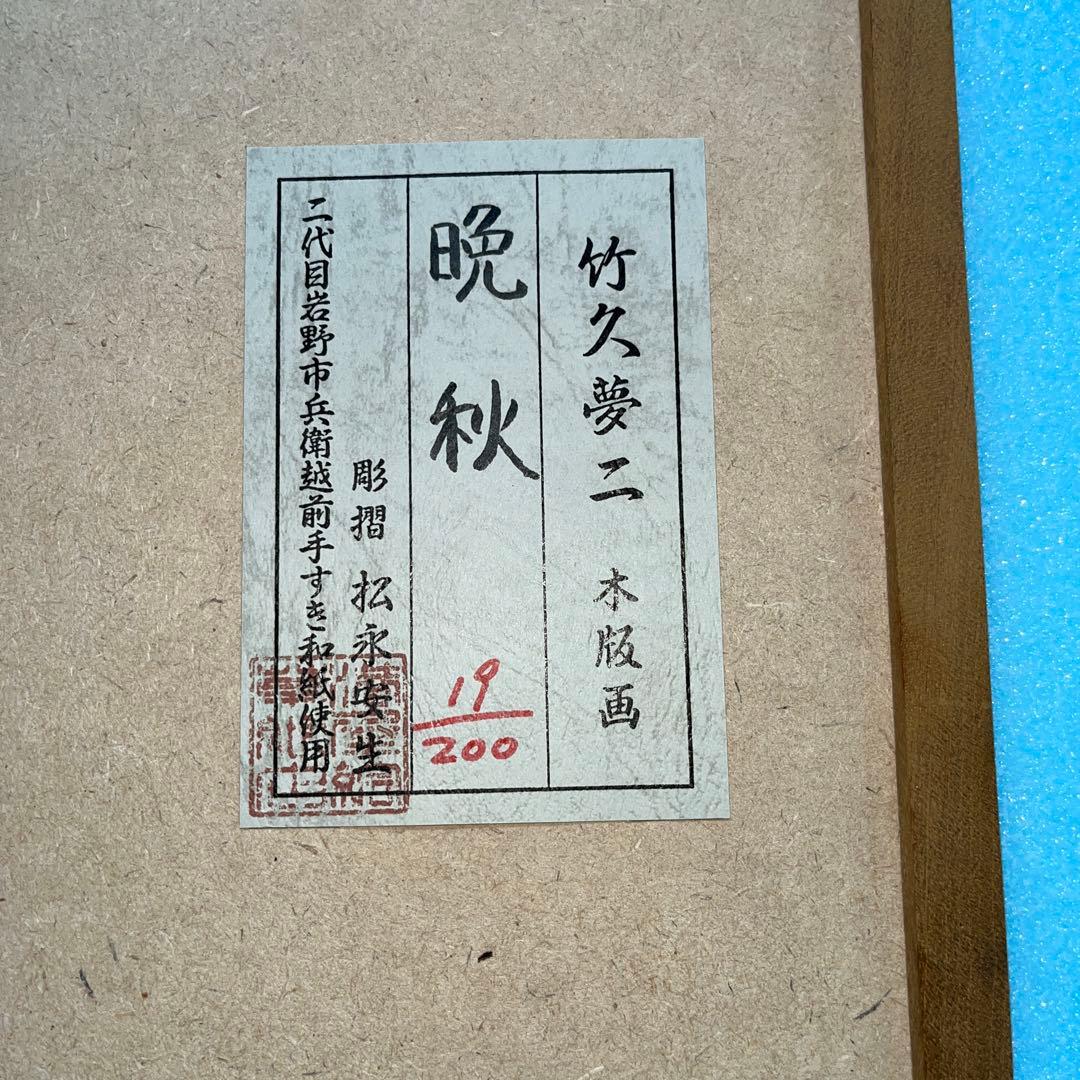 竹久夢二 木版画
晩秋
19/200
彫摺 松永安生
二代目岩野市兵衛越前手すき和紙使用